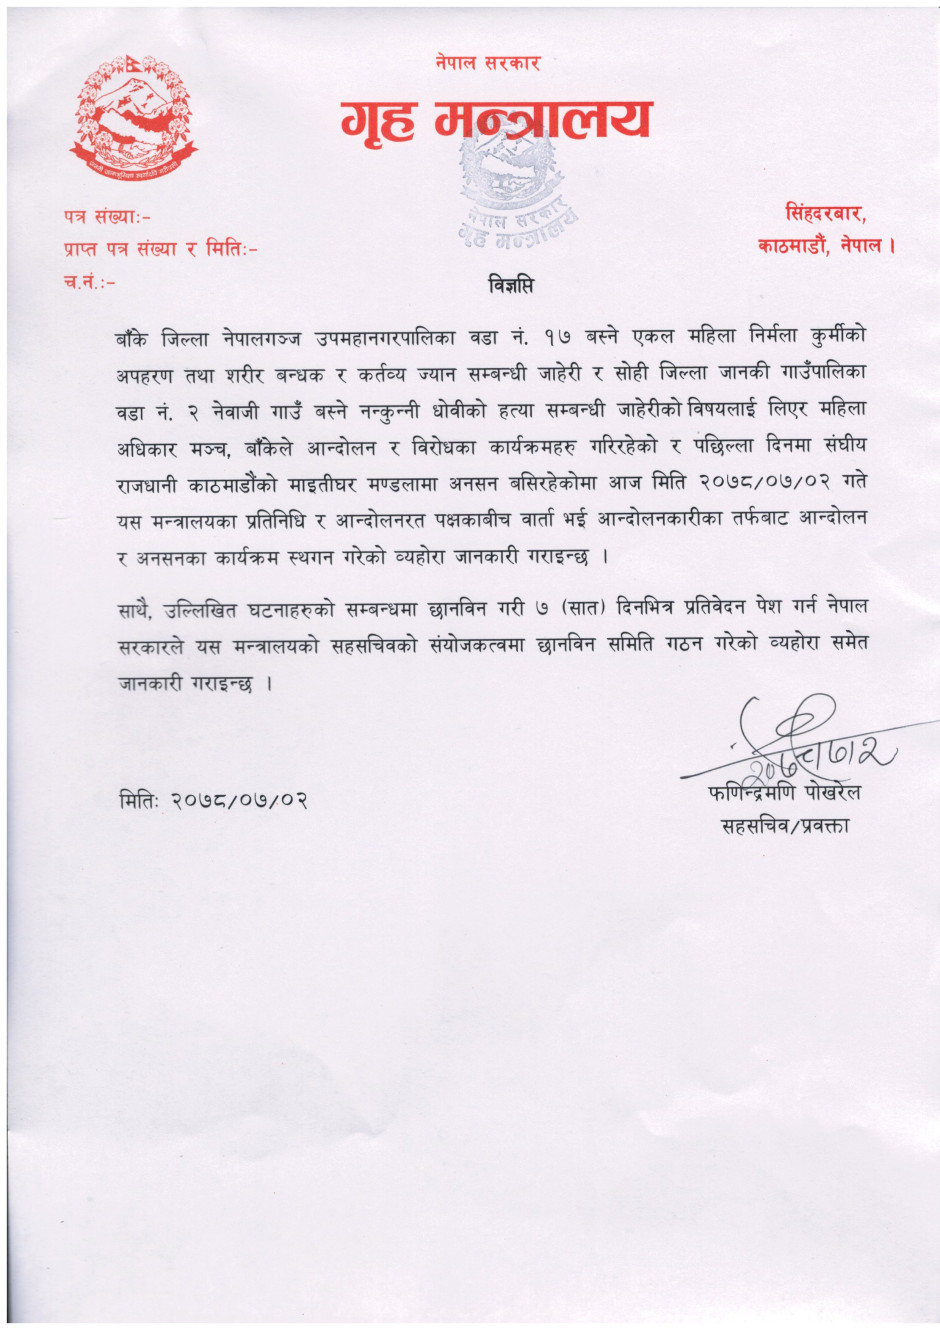 नेपाल सरकार
गृह मन्त्रालय
नेपाल सरकार
गृह मन्त्रालय
पत्र संख्याः-
प्राप्त पत्र संख्या र मितिः-
च.नं.:-
सिंहदरबार,
काठमाडौं, नेपाल ।
विज्ञप्ति
बाँके जिल्ला नेपालगञ्ज उपमहानगरपालिका वडा नं. १७ बस्ने एकल महिला निर्मला कुर्मीको
अपहरण तथा शरीर बन्धक र कर्तव्य ज्यान सम्बन्धी जाहेरी र सोही जिल्ला जानकी गाउँपालिका
वडा नं. २ नेवाजी गाउँ बस्ने नन्कुन्नी धोवीको हत्या सम्बन्धी जाहेरीको विषयलाई लिएर महिला
अधिकार मञ्च, बाँकेले आन्दोलन र विरोधका कार्यक्रमहरु गरिरहेको र पछिल्ला दिनमा संघीय
राजधानी काठमाडौंको माइतीघर मण्डलामा अनसन बसिरहेकोमा आज मिति २०७८/०७/०२ गते
यस मन्त्रालयका प्रतिनिधि र आन्दोलनरत पक्षकाबीच वार्ता भई आन्दोलनकारीका तर्फबाट आन्दोलन
र अनसनका कार्यक्रम स्थगन गरेको व्यहोरा जानकारी गराइन्छ ।
साथै, उल्लिखित घटनाहरुको सम्बन्धमा छानविन गरी ७ (सात) दिनभित्र प्रतिवेदन पेश गर्न नेपाल
सरकारले यस मन्त्रालयको सहसचिवको संयोजकत्वमा छानविन समिति गठन गरेको व्यहोरा समेत
जानकारी गराइन्छ ।
मितिः २०७८/०७/०२
फणिन्द्रमणि पोखरेल
सहसचिव/प्रवक्ता